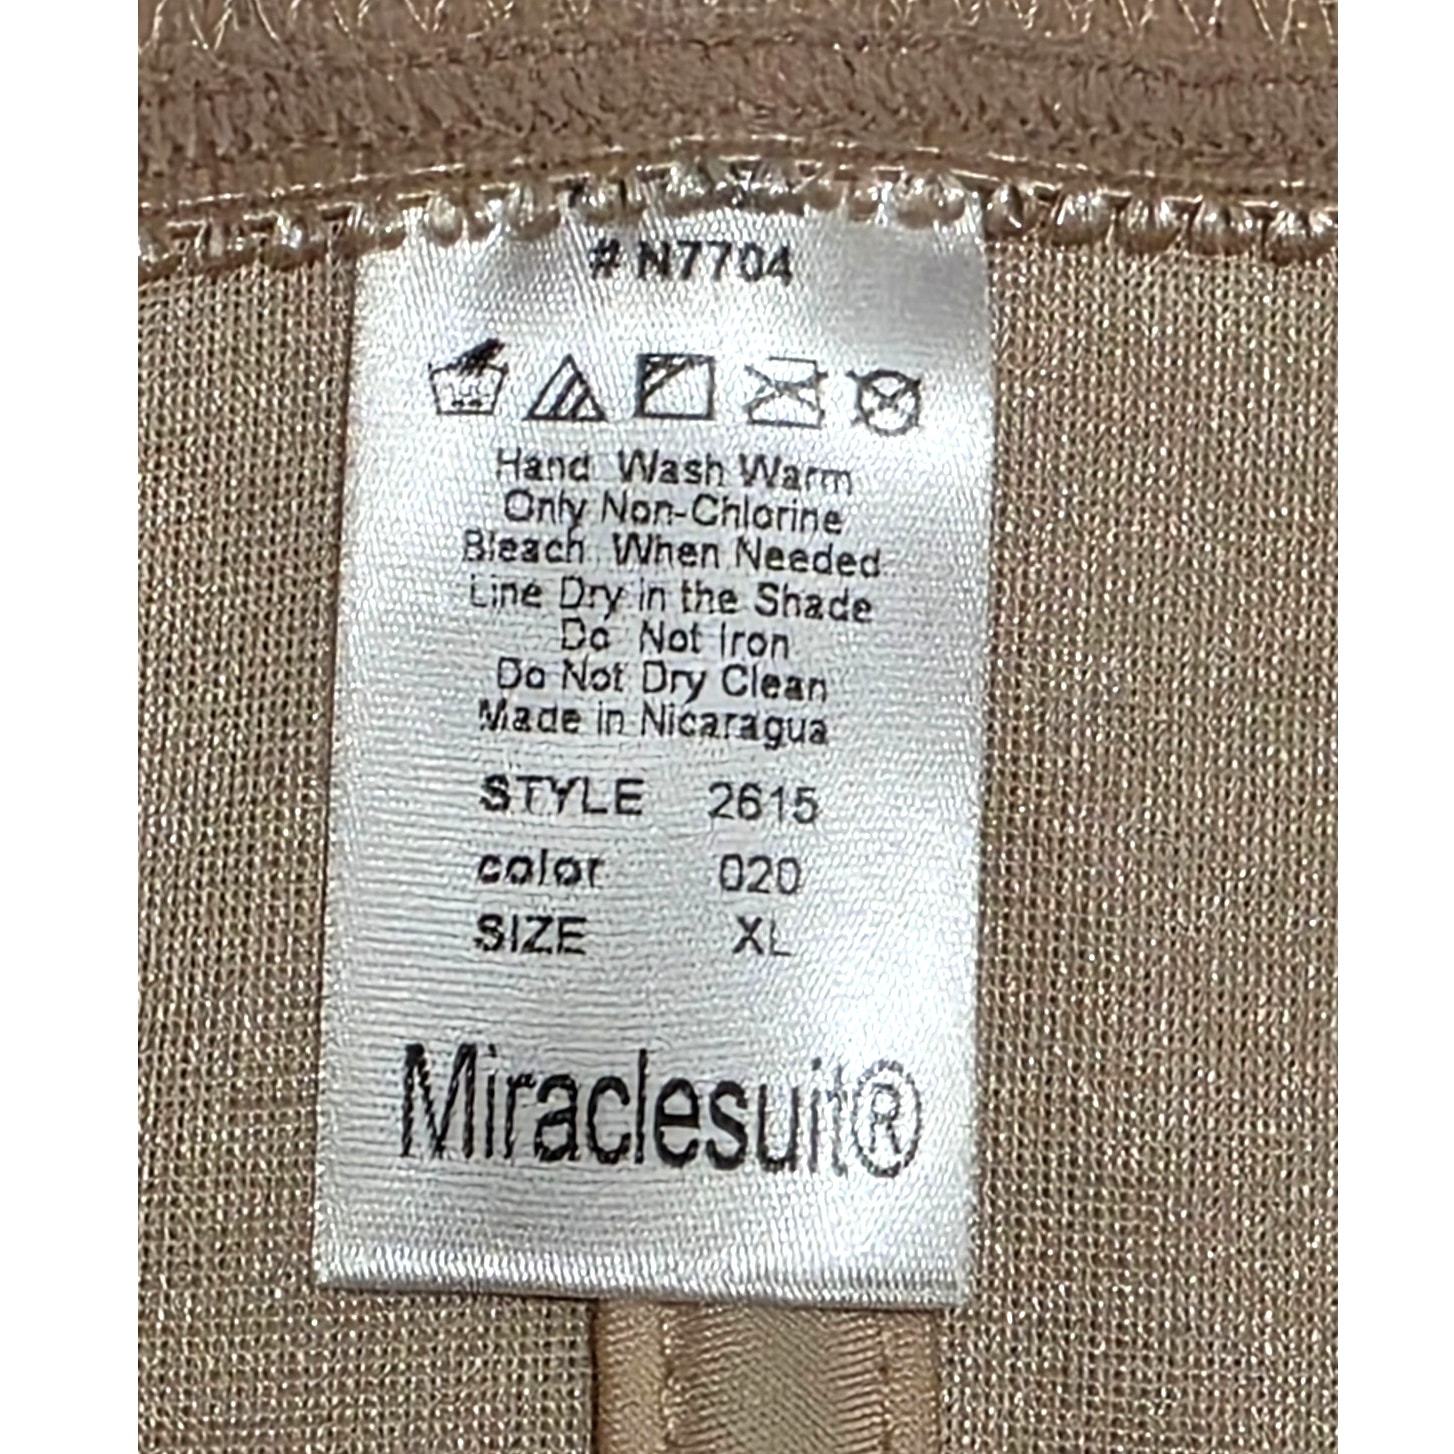 # N7704
Hand Wash Warm
Only Non-Chlorine
Bleach When Needed
Line Dry in the Shade
Do Not Iron
Do Not Dry Clean
Made in Nicaragua
STYLE 2615
color 020
SIZE XL
Miraclesuit®